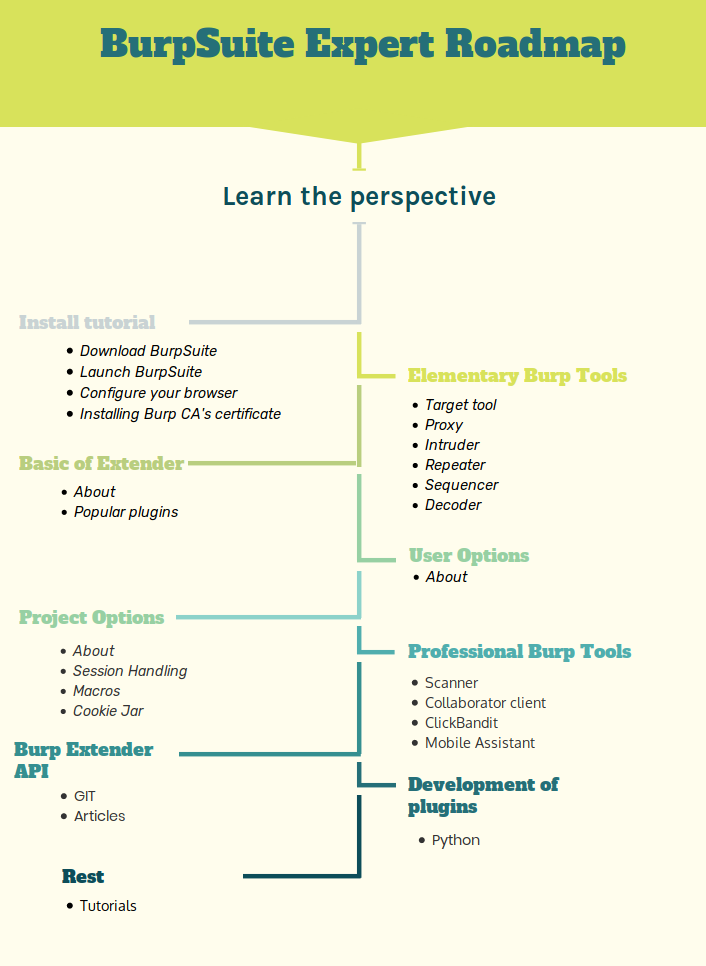 BurpSuite Expert Roadmap
Learn the perspective
Install tutorial
Download BurpSuite
Launch BurpSuite
Configure your browser
Installing Burp CA's certificate
Elementary Burp Tools
Target tool
Proxy
Intruder
Repeater
Sequencer
Decoder
Basic of Extender
About
Popular plugins
User Options
About
Project Options
About
Session Handling
Macros
Cookie Jar
Professional Burp Tools
Scanner
Collaborator client
ClickBandit
Mobile Assistant
Burp Extender
API
GIT
Articles
Development of
plugins
Python
Rest
Tutorials